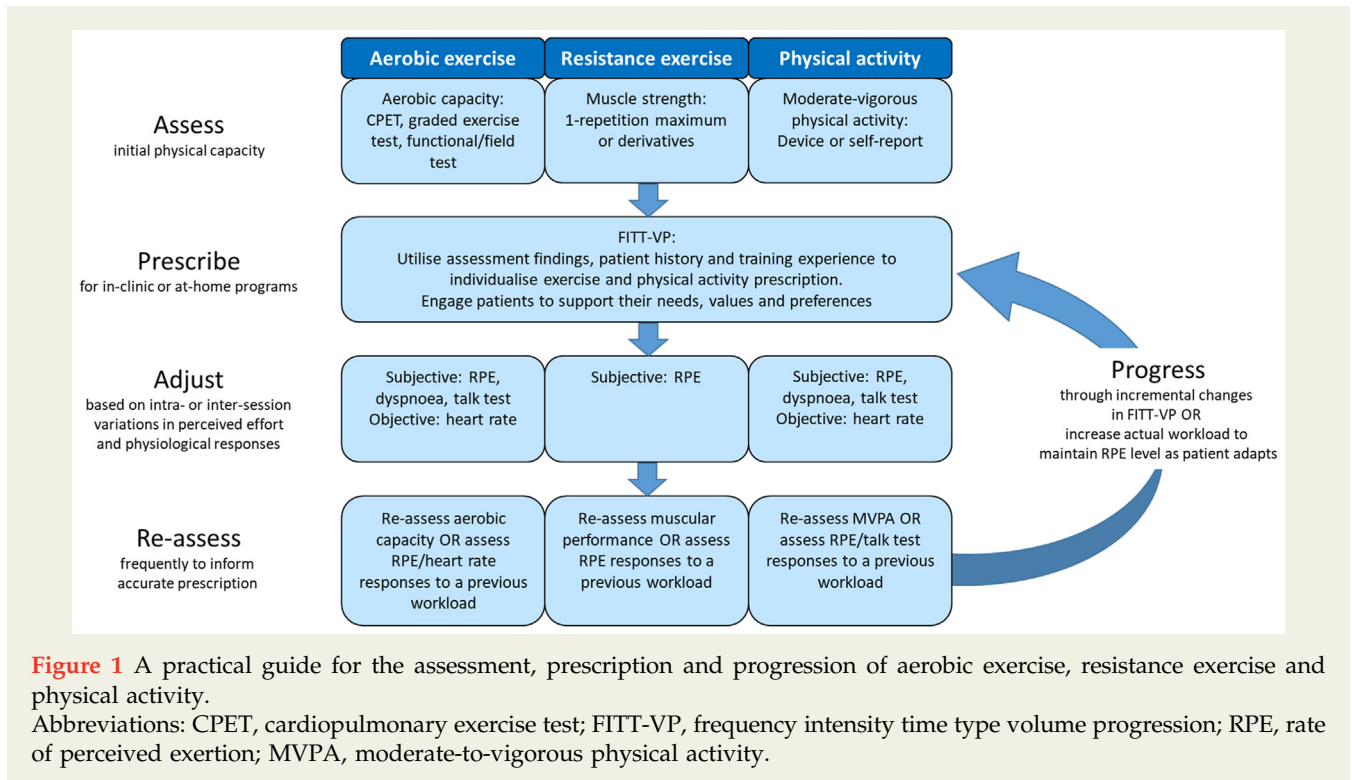 Aerobic exercise
Resistance exercise
Physical activity
Assess
initial physical capacity
Aerobic capacity:
CPET, graded exercise
test, functional/field
test
Muscle strength:
1-repetition maximum
or derivatives
Moderate-vigorous
physical activity:
Device or self-report
Prescribe
for in-clinic or at-home programs
FITT-VP:
Utilise assessment findings, patient history and training experience to
individualise exercise and physical activity prescription.
Engage patients to support their needs, values and preferences
Adjust
based on intra- or inter-session
variations in perceived effort
and physiological responses
Subjective: RPE,
dyspnoea, talk test
Objective: heart rate
Subjective: RPE
Subjective: RPE,
dyspnoea, talk test
Objective: heart rate
Progress
through incremental changes
in FITT-VP OR
increase actual workload to
maintain RPE level as patient adapts
Re-assess
frequently to inform
accurate prescription
Re-assess aerobic
capacity OR assess
RPE/heart rate
responses to a previous
workload
Re-assess muscular
performance OR assess
RPE responses to a
previous workload
Re-assess MVPA OR
assess RPE/talk test
responses to a previous
workload
Figure 1 A practical guide for the assessment, prescription and progression of aerobic exercise, resistance exercise and
physical activity.
Abbreviations: CPET, cardiopulmonary exercise test; FITT-VP, frequency intensity time type volume progression; RPE, rate
of perceived exertion; MVPA, moderate-to-vigorous physical activity.